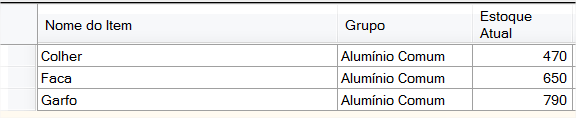 Nome do Item Grupo Estoque Atual
Colher Alumínio Comum 470
Faca Alumínio Comum 650
Garfo Alumínio Comum 790